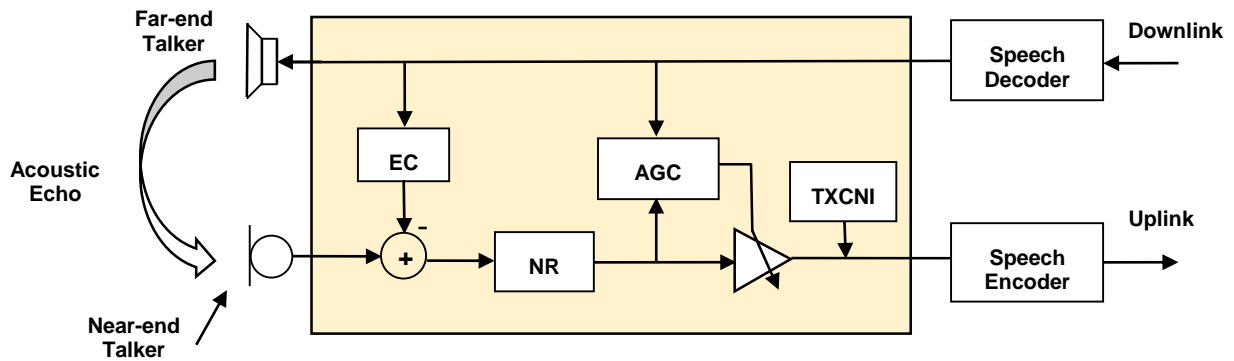 Far-end
Talker
Speech
Decoder
Downlink
EC
AGC
Acoustic
Echo
TXCNI
-
+
NR
Speech
Encoder
Uplink
Near-end
Talker